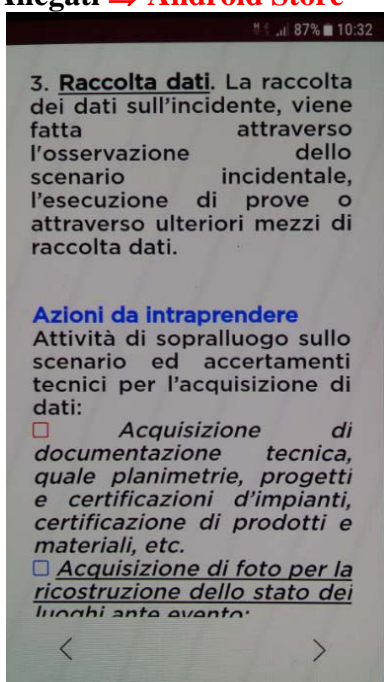 Allegati ⇒ Android Store
87% 10:32
3. Raccolta dati. La raccolta
dei dati sull'incidente, viene
fatta attraverso
l'osservazione dello
scenario incidentale,
l'esecuzione di prove o
attraverso ulteriori mezzi di
raccolta dati.
Azioni da intraprendere
Attività di sopralluogo sullo
scenario ed accertamenti
tecnici per l'acquisizione di
dati:
☐ Acquisizione di
documentazione tecnica,
quale planimetrie, progetti
e certificazioni d'impianti,
certificazione di prodotti e
materiali, etc.
☐ Acquisizione di foto per la
ricostruzione dello stato dei
luoghi ante evento;